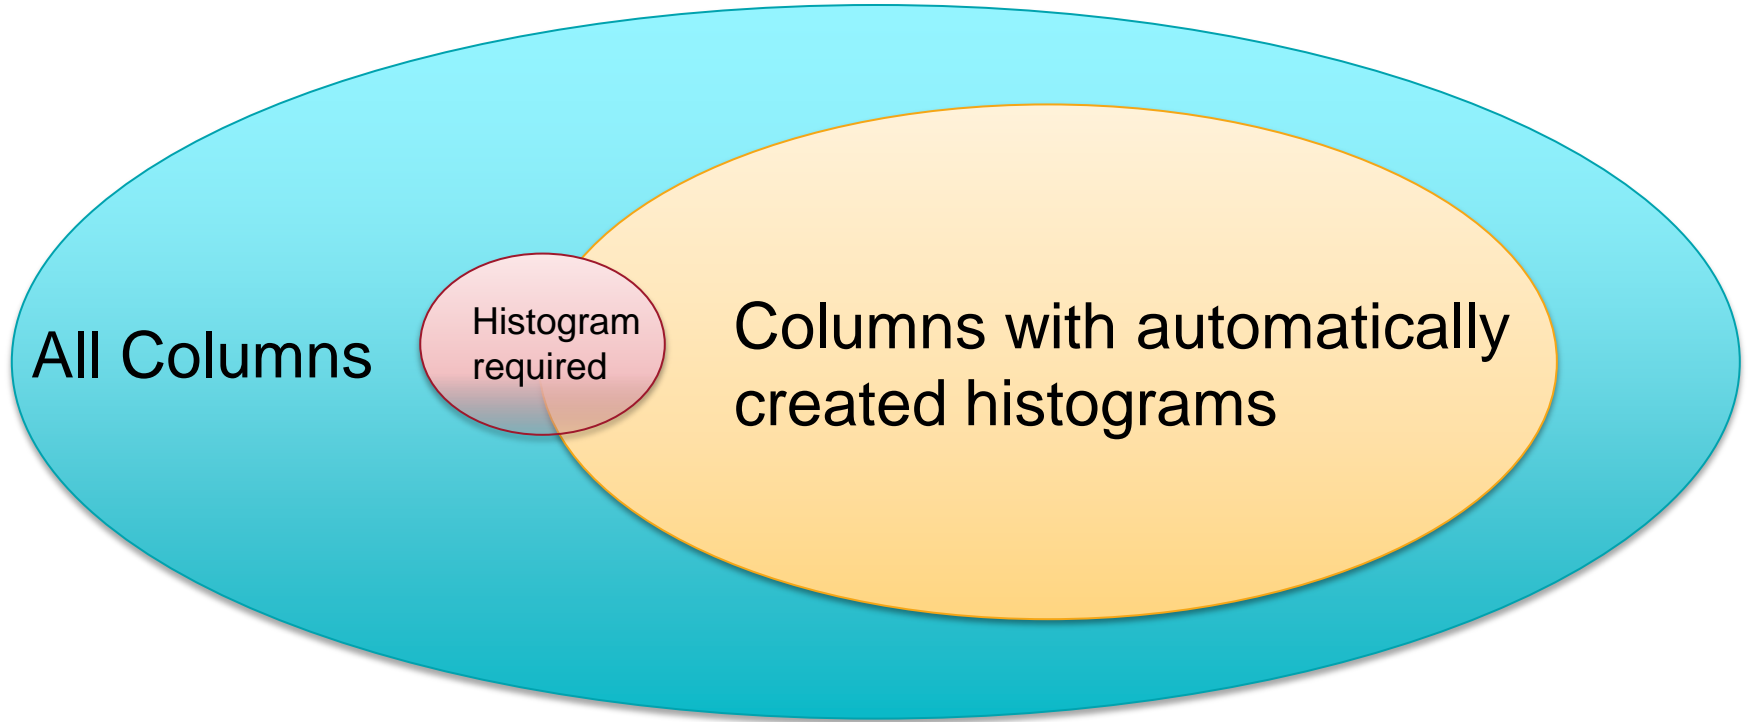 All Columns
Histogram
required
Columns with automatically
created histograms